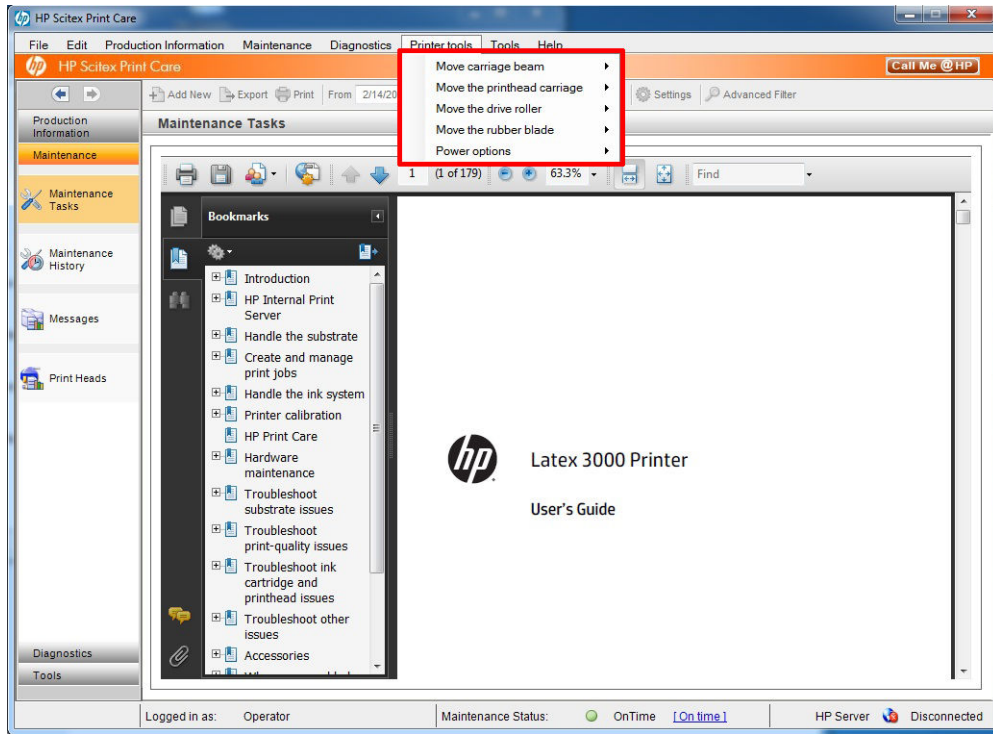 HP Scitex Print Care
File Edit Production Information Maintenance Diagnostics Printer tools Tools Help
hp HP Scitex Print Care
Call Me @ HP
Add New Export Print From 2/14/20
Settings Advanced Filter
Move carriage beam
Move the printhead carriage
Move the drive roller
Move the rubber blade
Power options
Production
Information
Maintenance
Maintenance
Tasks
Maintenance
History
Messages
Print Heads
Diagnostics
Tools
Maintenance Tasks
1 (1 of 179) 63.3% Find
Bookmarks
Introduction
HP Internal Print
Server
Handle the substrate
Create and manage
print jobs
Handle the ink system
Printer calibration
HP Print Care
Hardware
maintenance
Troubleshoot
substrate issues
Troubleshoot
print-quality issues
Troubleshoot ink
cartridge and
printhead issues
Troubleshoot other
issues
Accessories
hp Latex 3000 Printer
User's Guide
Logged in as: Operator Maintenance Status: OnTime [On time] HP Server Disconnected